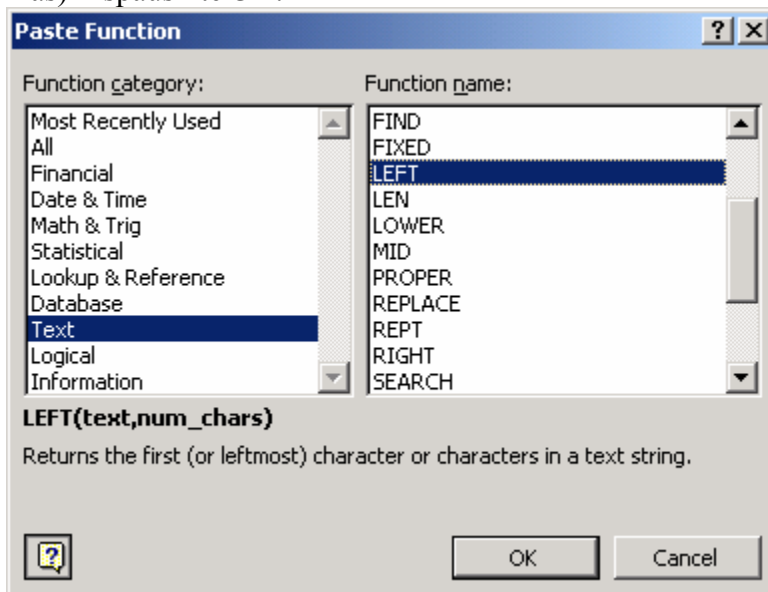 Paste Function
Function category:
Most Recently Used
All
Financial
Date & Time
Math & Trig
Statistical
Lookup & Reference
Database
Text
Logical
Information
Function name:
FIND
FIXED
LEFT
LEN
LOWER
MID
PROPER
REPLACE
REPT
RIGHT
SEARCH
LEFT(text,num_chars)
Returns the first (or leftmost) character or characters in a text string.
OK
Cancel